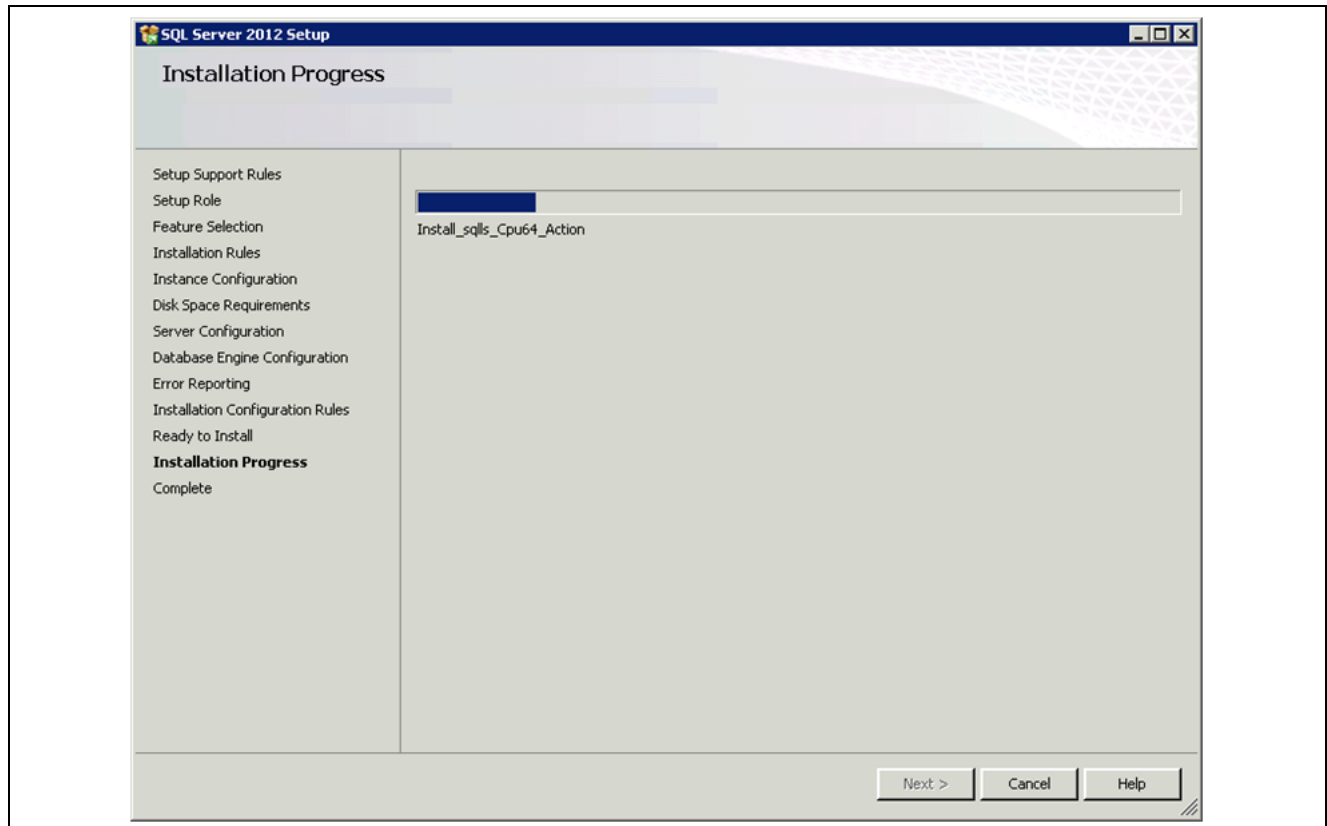 SQL Server 2012 Setup
Installation Progress
Setup Support Rules
Setup Role
Feature Selection
Installation Rules
Instance Configuration
Disk Space Requirements
Server Configuration
Database Engine Configuration
Error Reporting
Installation Configuration Rules
Ready to Install
Installation Progress
Complete
Install_sqlls_Cpu64_Action
Next >
Cancel
Help